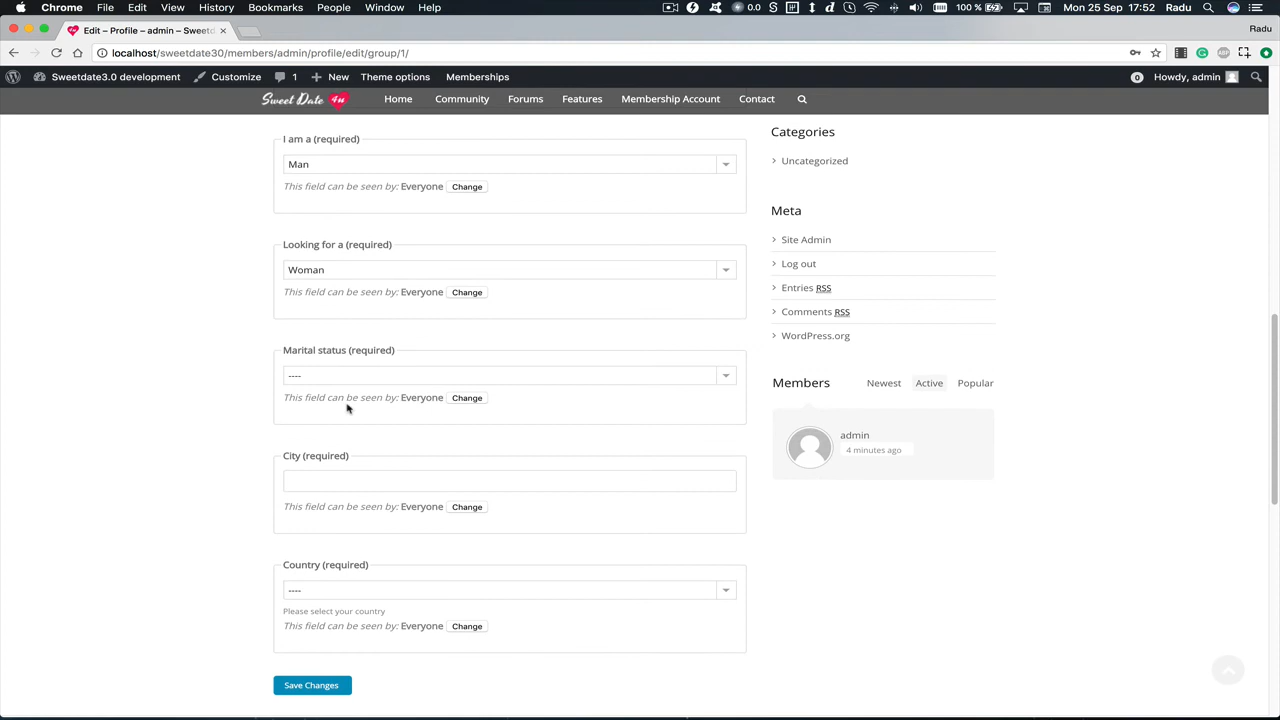 Chrome File Edit View History Bookmarks People Window Help 0.0 100 % Mon 25 Sep 17:52 Radu
Edit – Profile – admin – Sweetd Radu
localhost/sweetdate30/members/admin/profile/edit/group/1/
Sweetdate3.0 development Customize 1 New Theme options Memberships 0 Howdy, admin
Sweet Date 4u Home Community Forums Features Membership Account Contact
I am a (required)
Man
This field can be seen by: Everyone Change
Looking for a (required)
Woman
This field can be seen by: Everyone Change
Marital status (required)
----
This field can be seen by: Everyone Change
City (required)
This field can be seen by: Everyone Change
Country (required)
----
Please select your country
This field can be seen by: Everyone Change
Save Changes
Categories
Uncategorized
Meta
Site Admin
Log out
Entries RSS
Comments RSS
WordPress.org
Members Newest Active Popular
admin
4 minutes ago